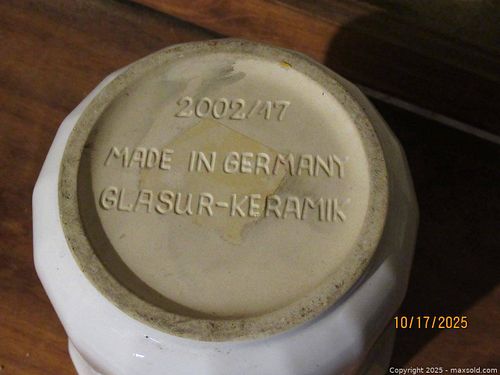 2002/17
MADE IN GERMANY
GLASUR-KERAMIK
10/17/2025
Copyright 2025 - maxsold.com